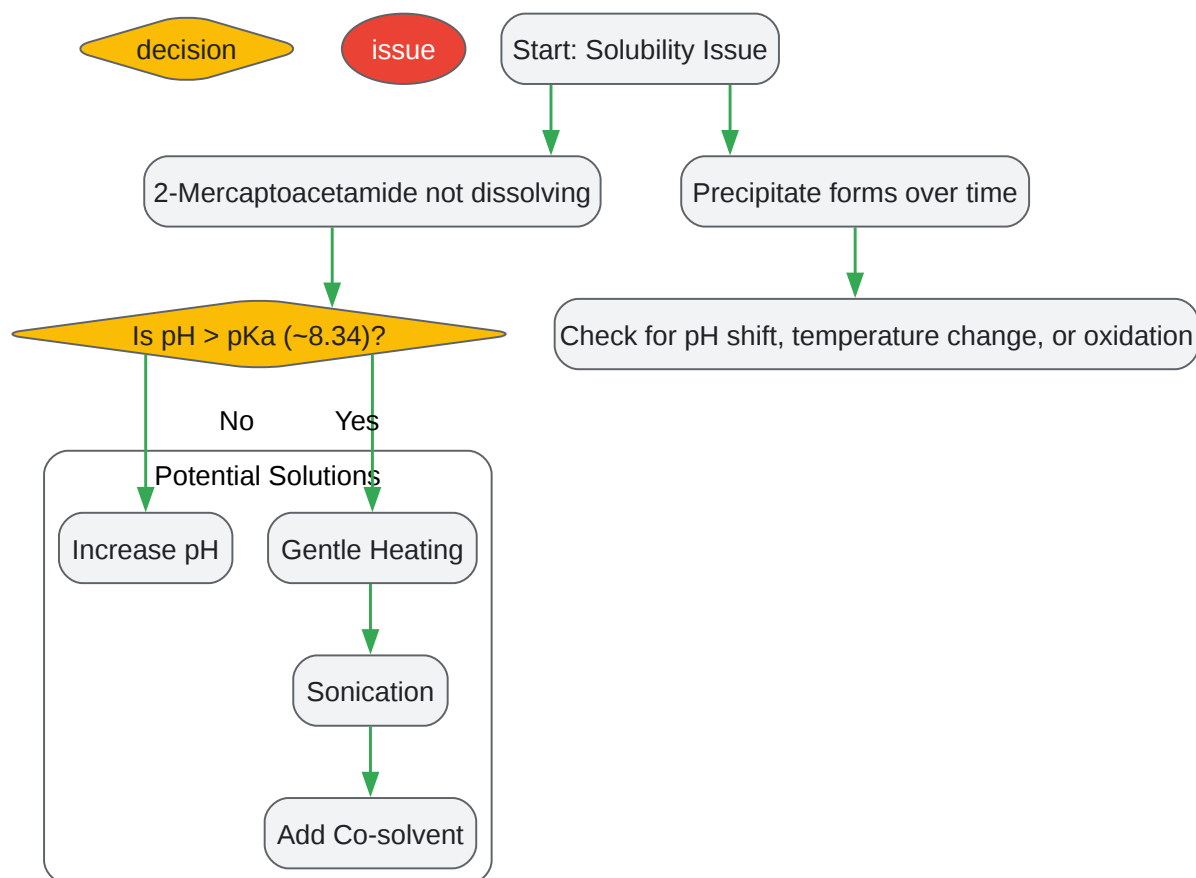 decision
issue
Start: Solubility Issue
2-Mercaptoacetamide not dissolving
Precipitate forms over time
Is pH > pKa (~8.34)?
Check for pH shift, temperature change, or oxidation
No
Yes
Potential Solutions
Increase pH
Gentle Heating
Sonication
Add Co-solvent